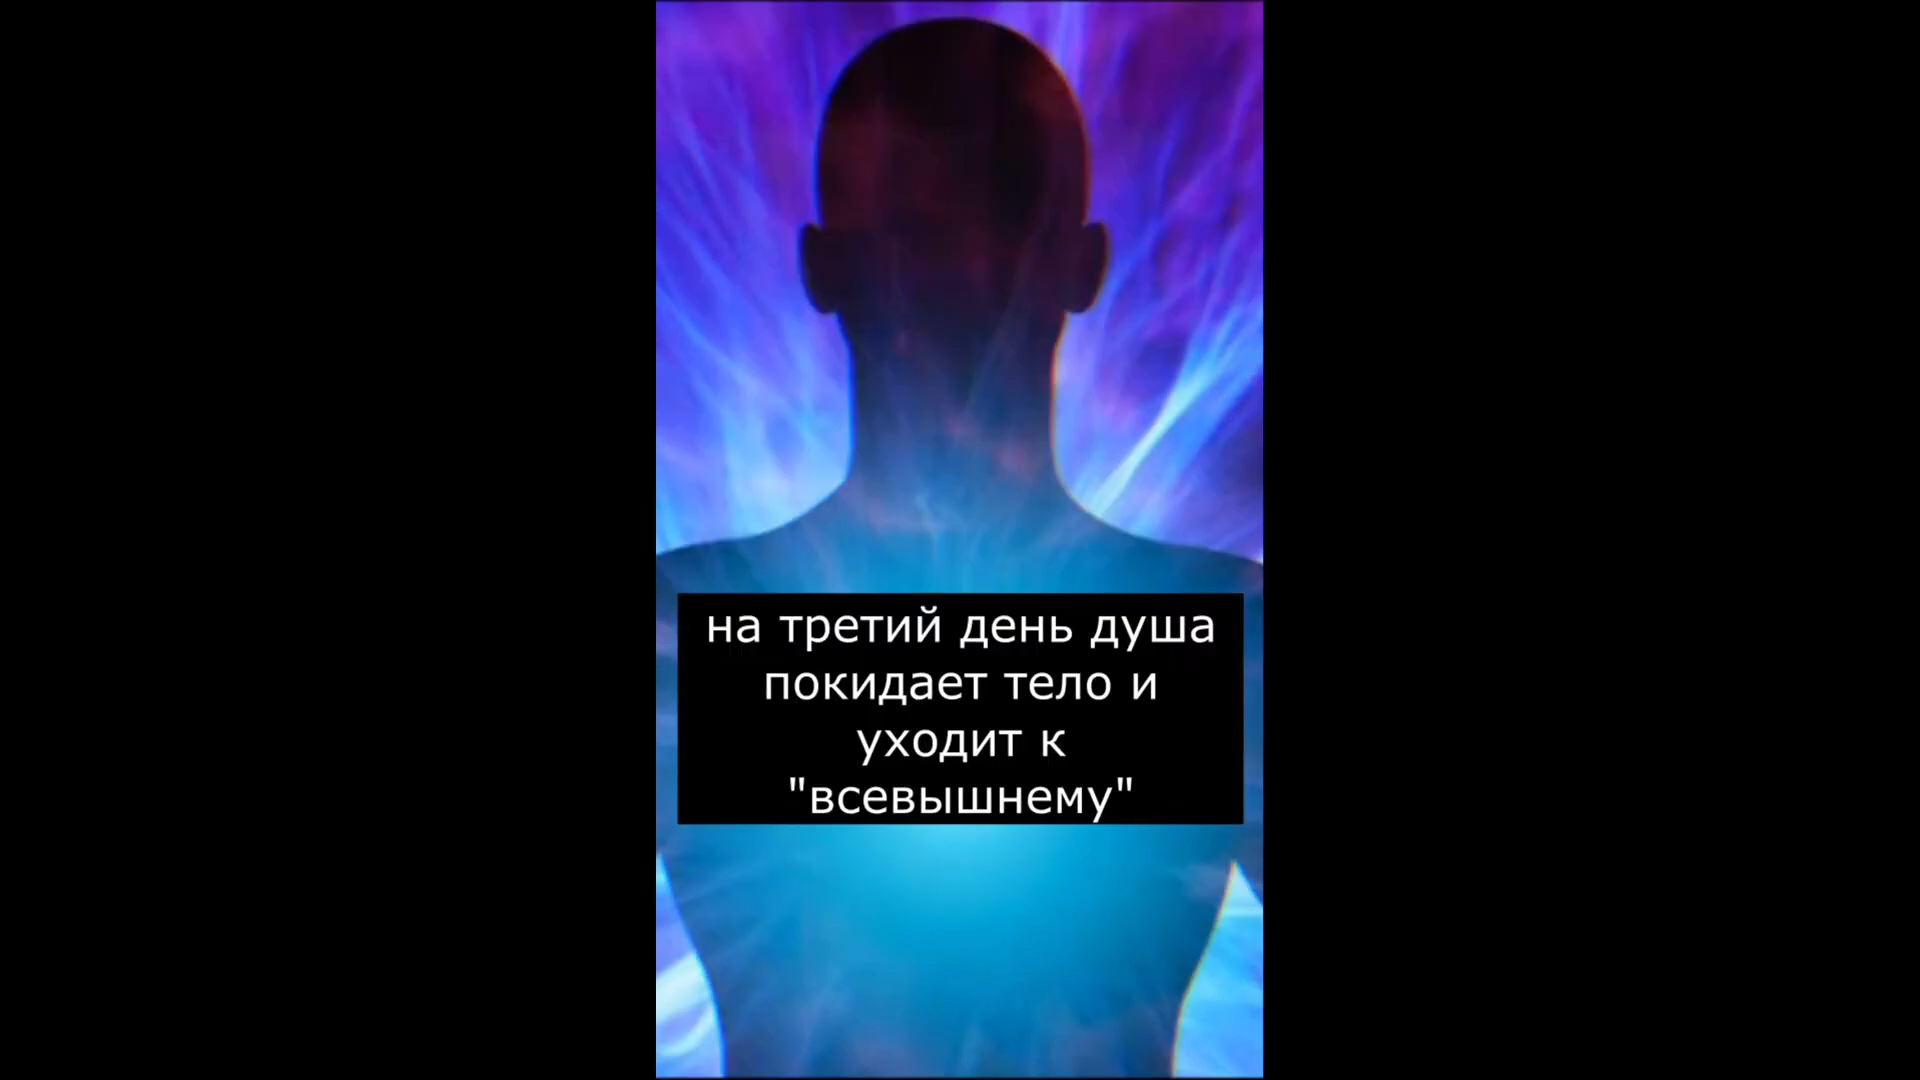 на третий день душа
покидает тело и
уходит к
"всевышнему"